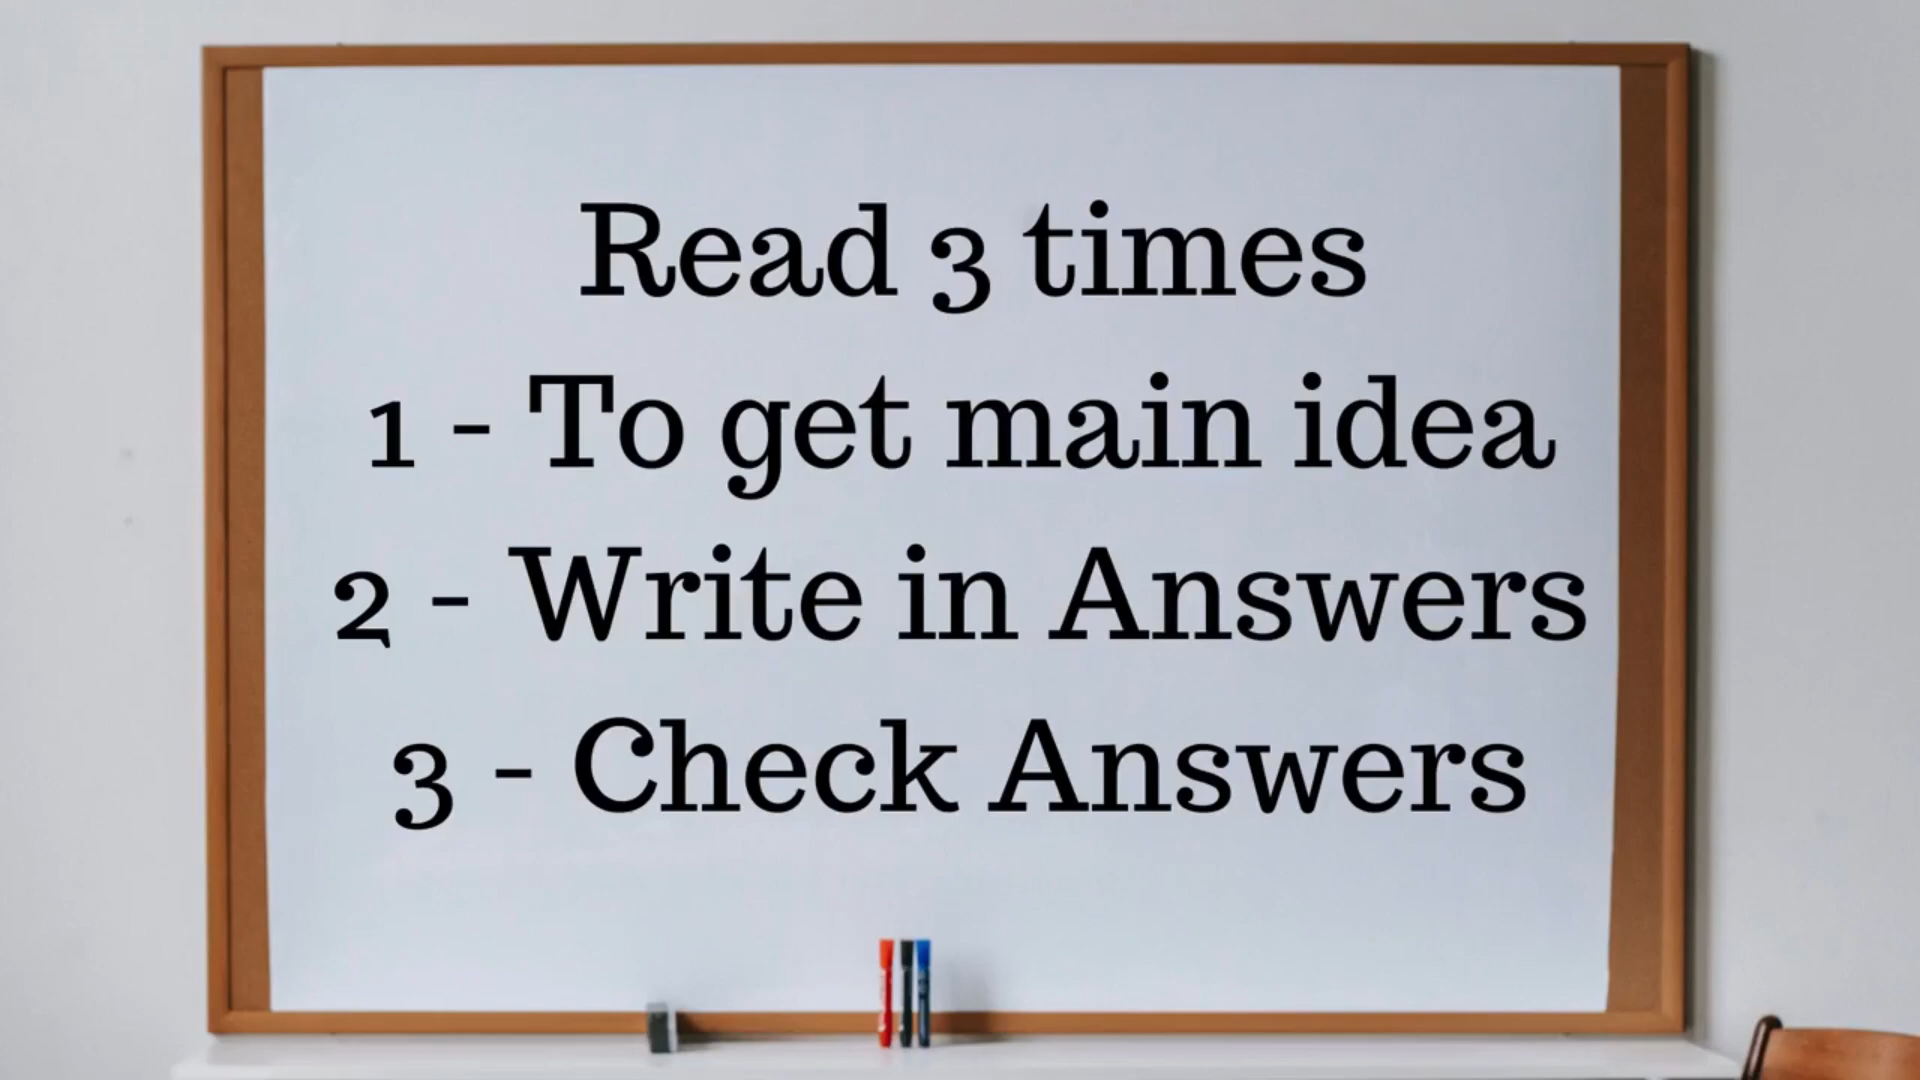 Read 3 times
1 - To get main idea
2 - Write in Answers
3 - Check Answers